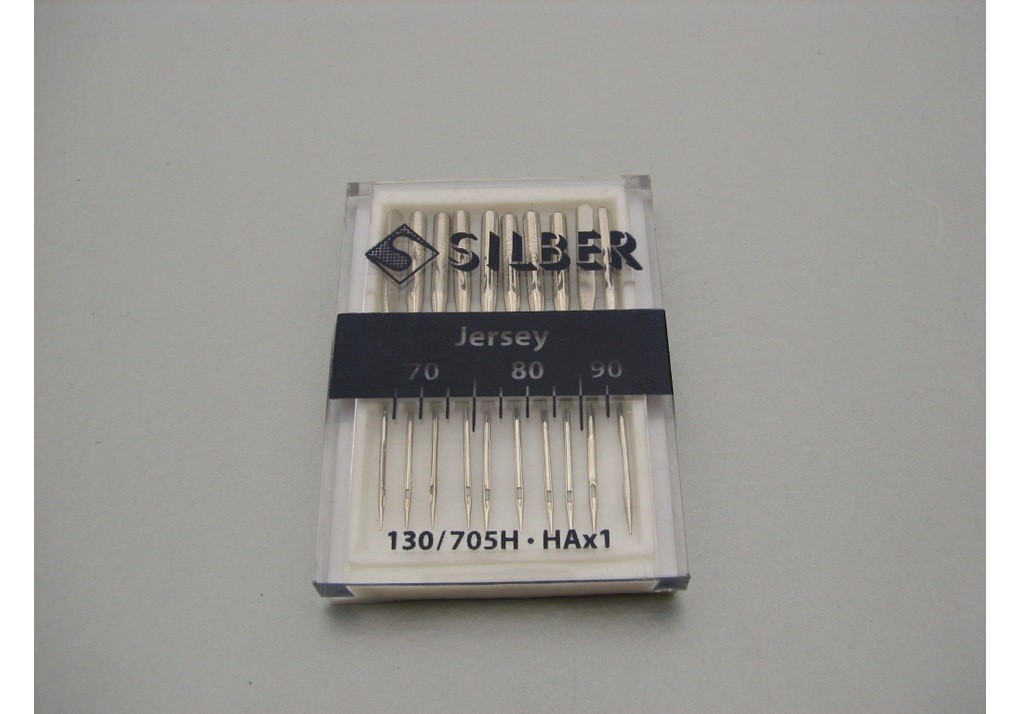 S SILBER
Jersey
70 80 90
130/705H • HAx1